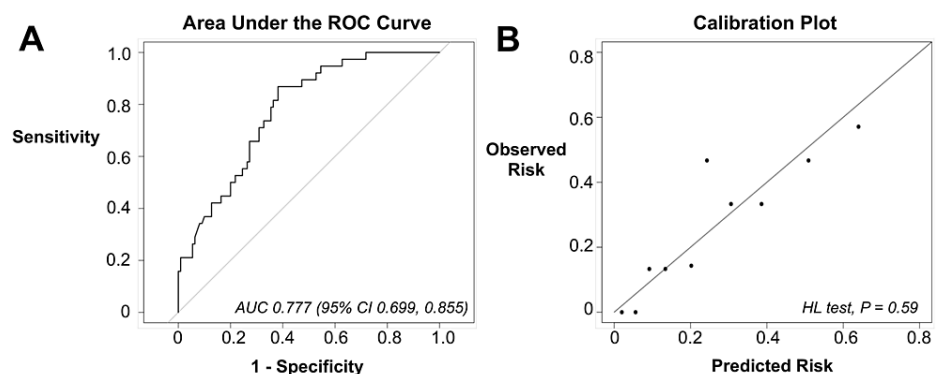 A
Area Under the ROC Curve
1.0
0.8
Sensitivity
0.6
0.4
0.2
0
AUC 0.777 (95% CI 0.699, 0.855)
0 0.2 0.4 0.6 0.8 1.0
1 - Specificity
B
Calibration Plot
0.8
0.6
Observed
Risk
0.4
0.2
0
HL test, P = 0.59
0 0.2 0.4 0.6 0.8
Predicted Risk